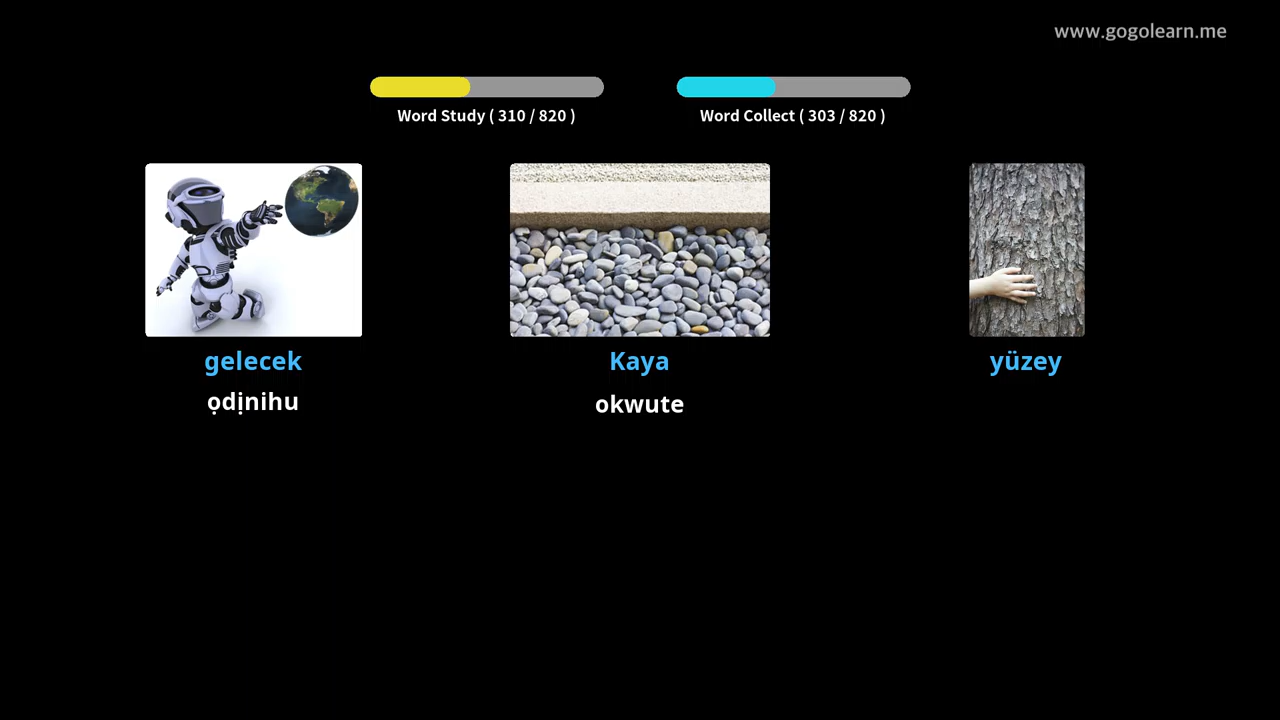 www.gogolearn.me
Word Study ( 310 / 820 )
Word Collect ( 303 / 820 )
gelecek
Kaya
yüzey
ọdịnihu
okwute